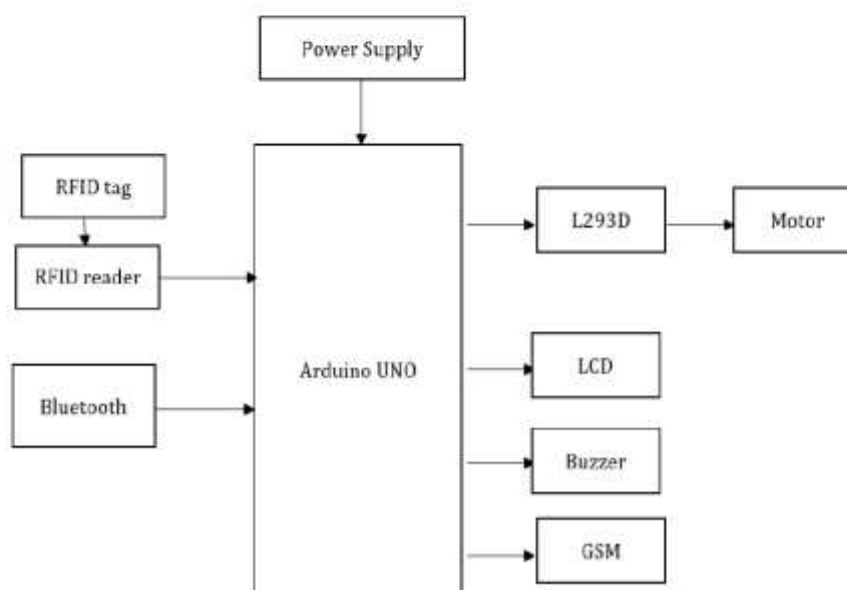 Power Supply
RFID tag
RFID reader
Bluetooth
Arduino UNO
L293D
Motor
LCD
Buzzer
GSM